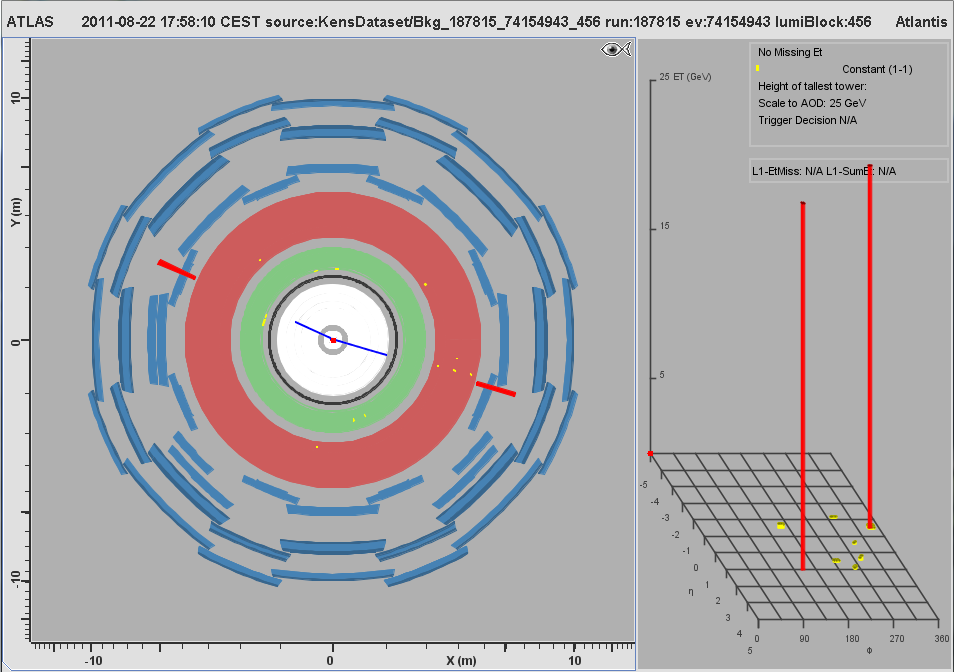 ATLAS 2011-08-22 17:58:10 CEST source:KensDataset/Bkg_187815_74154943_456 run:187815 ev:74154943 lumiBlock:456 Atlantis
No Missing Et
Constant (1-1)
Height of tallest tower:
Scale to AOD: 25 GeV
Trigger Decision N/A
L1-EtMiss: N/A L1-SumEt: N/A
10
Y (m)
0
-10
-10
0
X (m)
10
25 ET (GeV)
15
5
-5
-4
-3
-2
-1
0
1
2
3
4
5
η
0
90
180
270
360
Φ